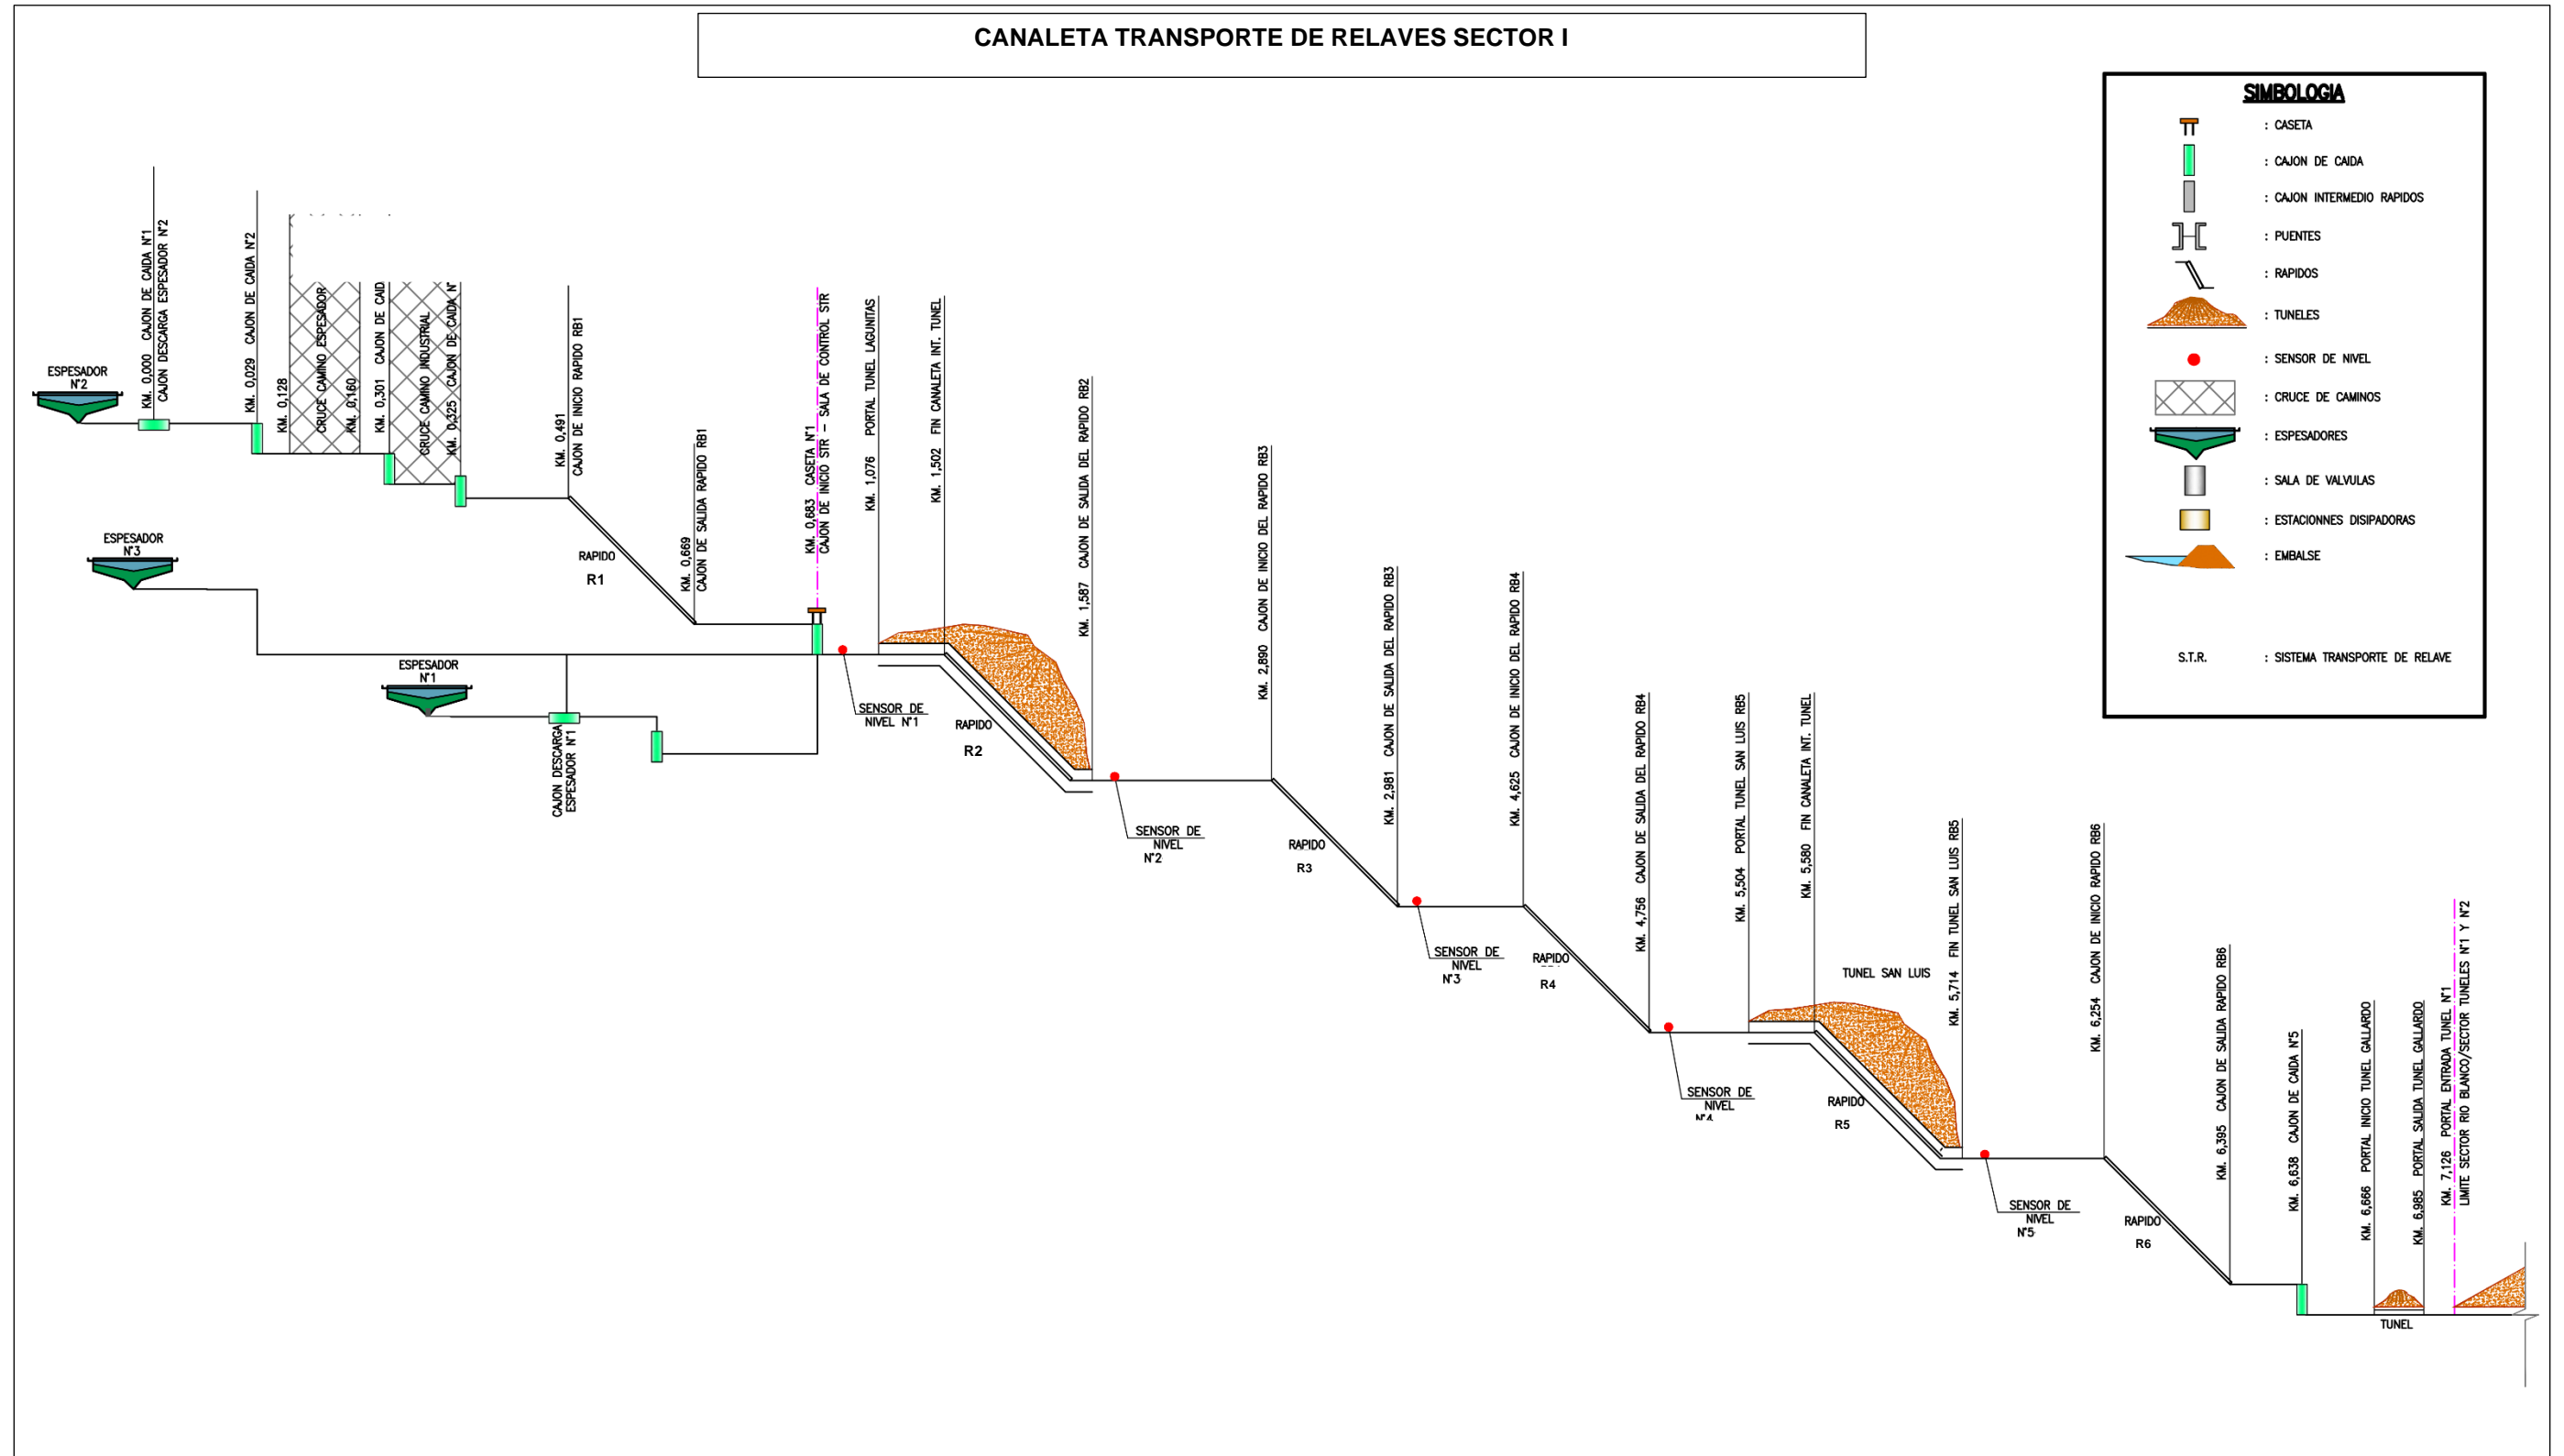 CANALETA TRANSPORTE DE RELAVES SECTOR I
SIMBOLOGIA
: CASETA
: CAJON DE CAIDA
: CAJON INTERMEDIO RAPIDOS
: PUENTES
: RAPIDOS
: TUNELES
: SENSOR DE NIVEL
: CRUCE DE CAMINOS
: ESPESADORES
: SALA DE VALVULAS
: ESTACIONNES DISIPADORAS
: EMBALSE
S.T.R. : SISTEMA TRANSPORTE DE RELAVE
ESPESADOR
N°2
KM. 0,000 CAJON DE CAIDA N°1
CAJON DESCARGA ESPESADOR N°2
KM. 0,029 CAJON DE CAIDA N°2
KM. 0,128
CRUCE CAMINO ESPESADOR
KM. 0,160
KM. 0,301 CAJON DE CAID
CRUCE CAMINO INDUSTRIAL
KM. 0,325 CAJON DE CAIDA N°
KM. 0,491
CAJON DE INICIO RAPIDO RB1
RAPIDO
R1
KM. 0,669
CAJON DE SALIDA RAPIDO RB1
KM. 0,683 CASETA N°1
CAJON DE INICIO STR - SALA DE CONTROL STR
ESPESADOR
N°3
ESPESADOR
N°1
CAJON DESCARGA
ESPESADOR N°1
SENSOR DE
NIVEL N°1
KM. 1,076 PORTAL TUNEL LAGUNITAS
KM. 1,502 FIN CANALETA INT. TUNEL
RAPIDO
R2
KM. 1,587 CAJON DE SALIDA DEL RAPIDO RB2
SENSOR DE
NIVEL
N°2
KM. 2,890 CAJON DE INICIO DEL RAPIDO RB3
RAPIDO
R3
KM. 2,981 CAJON DE SALIDA DEL RAPIDO RB3
SENSOR DE
NIVEL
N°3
KM. 4,625 CAJON DE INICIO DEL RAPIDO RB4
RAPIDO
R4
KM. 4,756 CAJON DE SALIDA DEL RAPIDO RB4
SENSOR DE
NIVEL
N°4
KM. 5,504 PORTAL TUNEL SAN LUIS RB5
KM. 5,580 FIN CANALETA INT. TUNEL
TUNEL SAN LUIS
RAPIDO
R5
KM. 5,714 FIN TUNEL SAN LUIS RB5
SENSOR DE
NIVEL
N°5
KM. 6,254 CAJON DE INICIO RAPIDO RB6
RAPIDO
R6
KM. 6,395 CAJON DE SALIDA RAPIDO RB6
KM. 6,638 CAJON DE CAIDA N°5
KM. 6,666 PORTAL INICIO TUNEL GALLARDO
KM. 6,985 PORTAL SALIDA TUNEL GALLARDO
KM. 7,126 PORTAL ENTRADA TUNEL N°1
LIMITE SECTOR RIO BLANCO/SECTOR TUNELES N°1 Y N°2
TUNEL